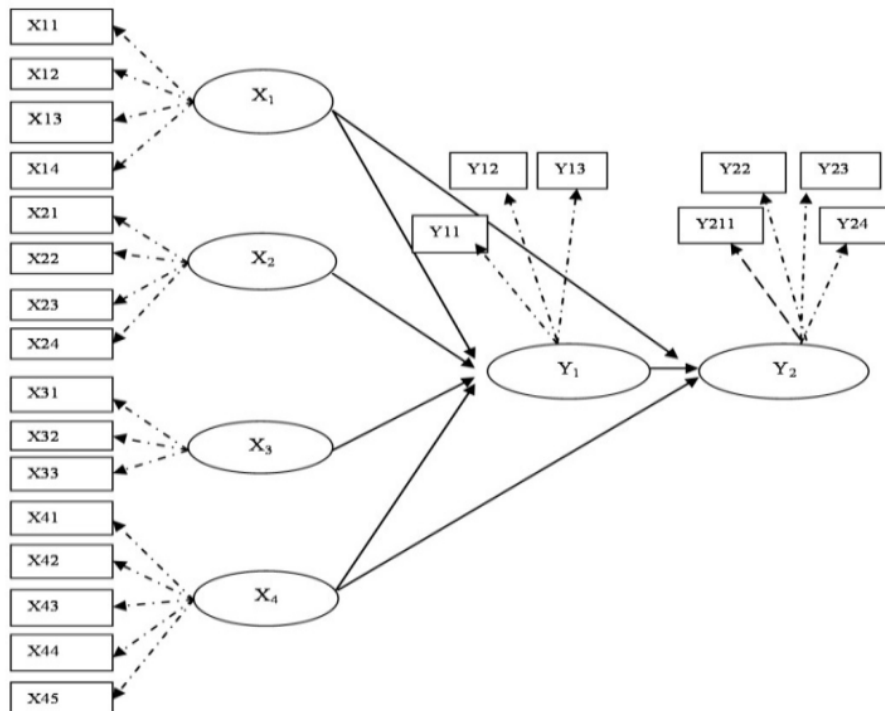 X11
X12
X13
X14
X21
X22
X23
X24
X31
X32
X33
X41
X42
X43
X44
X45
X₁
X₂
X₃
X₄
Y11
Y12
Y13
Y₁
Y211
Y22
Y23
Y24
Y₂